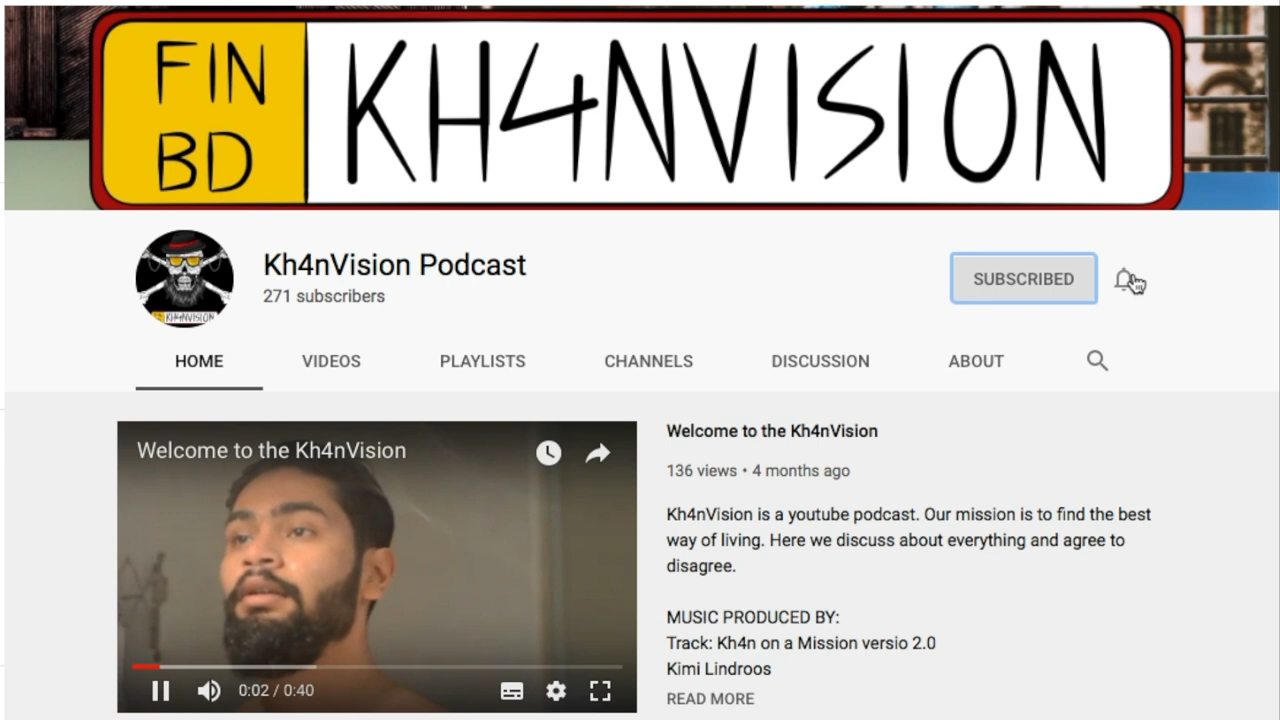 FIN
BD
KH4NVISION
KH4NVISION
Kh4nVision Podcast
271 subscribers
SUBSCRIBED
HOME
VIDEOS
PLAYLISTS
CHANNELS
DISCUSSION
ABOUT
Welcome to the Kh4nVision
0:02 / 0:40
Welcome to the Kh4nVision
136 views • 4 months ago
Kh4nVision is a youtube podcast. Our mission is to find the best
way of living. Here we discuss about everything and agree to
disagree.
MUSIC PRODUCED BY:
Track: Kh4n on a Mission versio 2.0
Kimi Lindroos
READ MORE